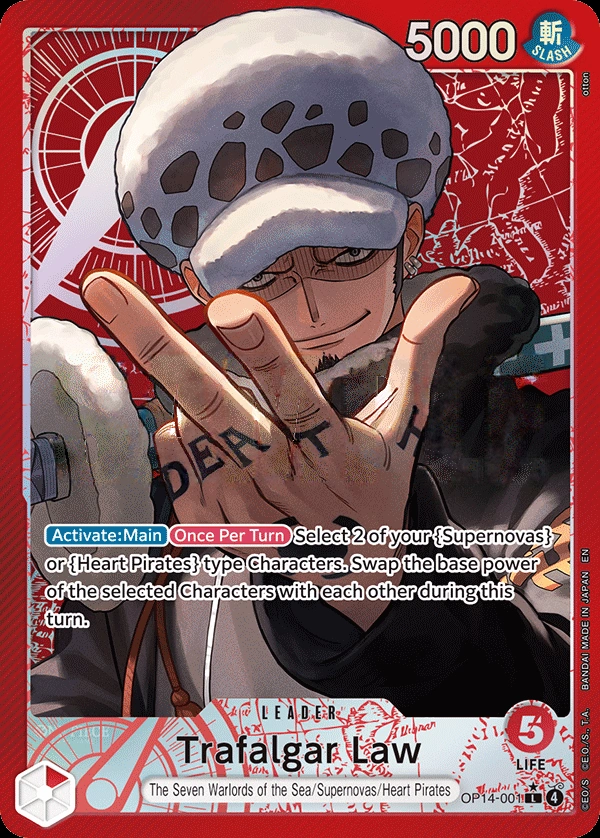 5000
斬
SLASH
otton
DEATH
Activate:Main Once Per Turn Select 2 of your {Supernovas}
or {Heart Pirates} type Characters. Swap the base power
of the selected Characters with each other during this
turn.
LEADER
Trafalgar Law
The Seven Warlords of the Sea/Supernovas/Heart Pirates
5
LIFE
OP14-001 L 4
©E.O./S. ©E.O./S., T.A. BANDAI MADE IN JAPAN EN